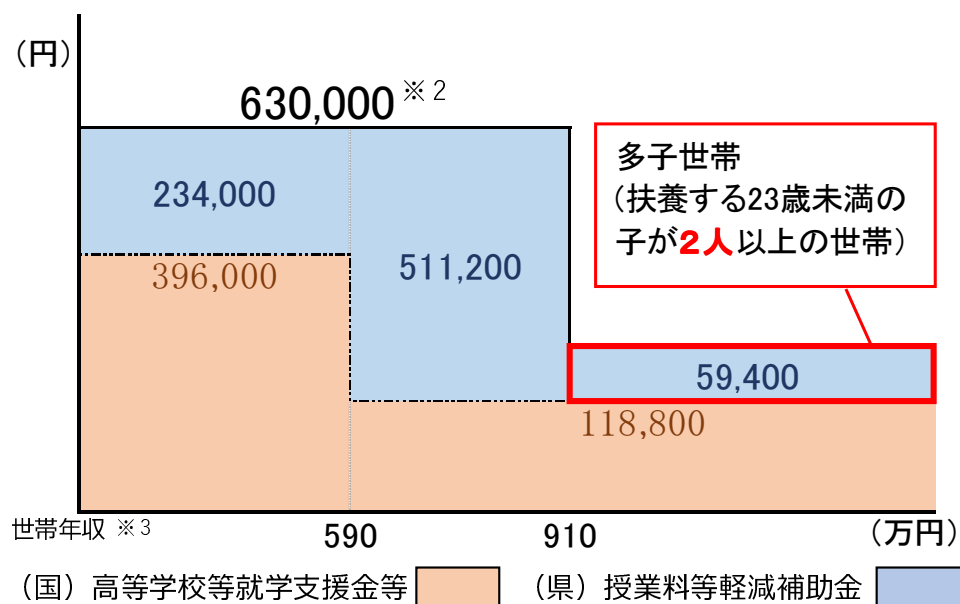 (円)
630,000※2
234,000
396,000
511,200
多子世帯
(扶養する23歳未満の
子が2人以上の世帯)
59,400
118,800
世帯年収 ※3
590
910
(万円)
(国)高等学校等就学支援金等
(県)授業料等軽減補助金